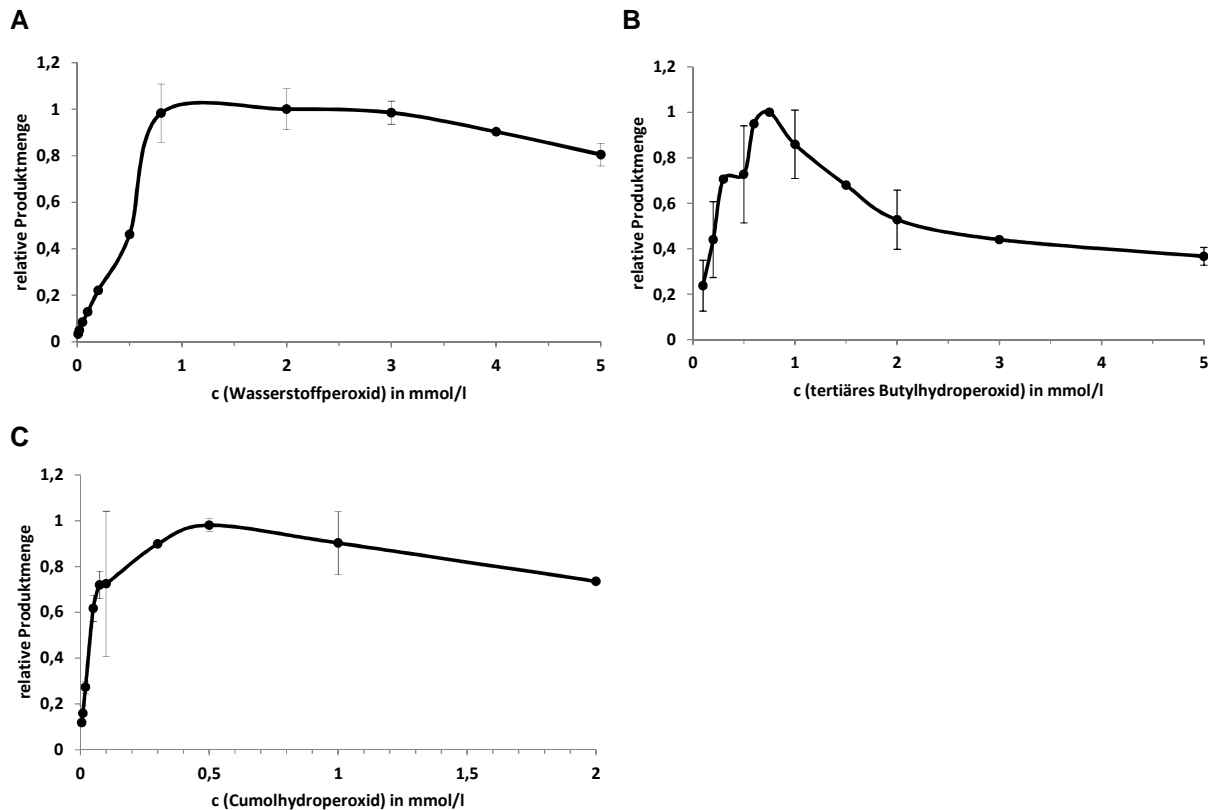 A
1,2
1
0,8
0,6
0,4
0,2
0
relative Produktmenge
0 1 2 3 4 5
c (Wasserstoffperoxid) in mmol/l
B
1,2
1
0,8
0,6
0,4
0,2
0
relative Produktmenge
0 1 2 3 4 5
c (tertiäres Butylhydroperoxid) in mmol/l
C
1,2
1
0,8
0,6
0,4
0,2
0
relative Produktmenge
0 0,5 1 1,5 2
c (Cumolhydroperoxid) in mmol/l